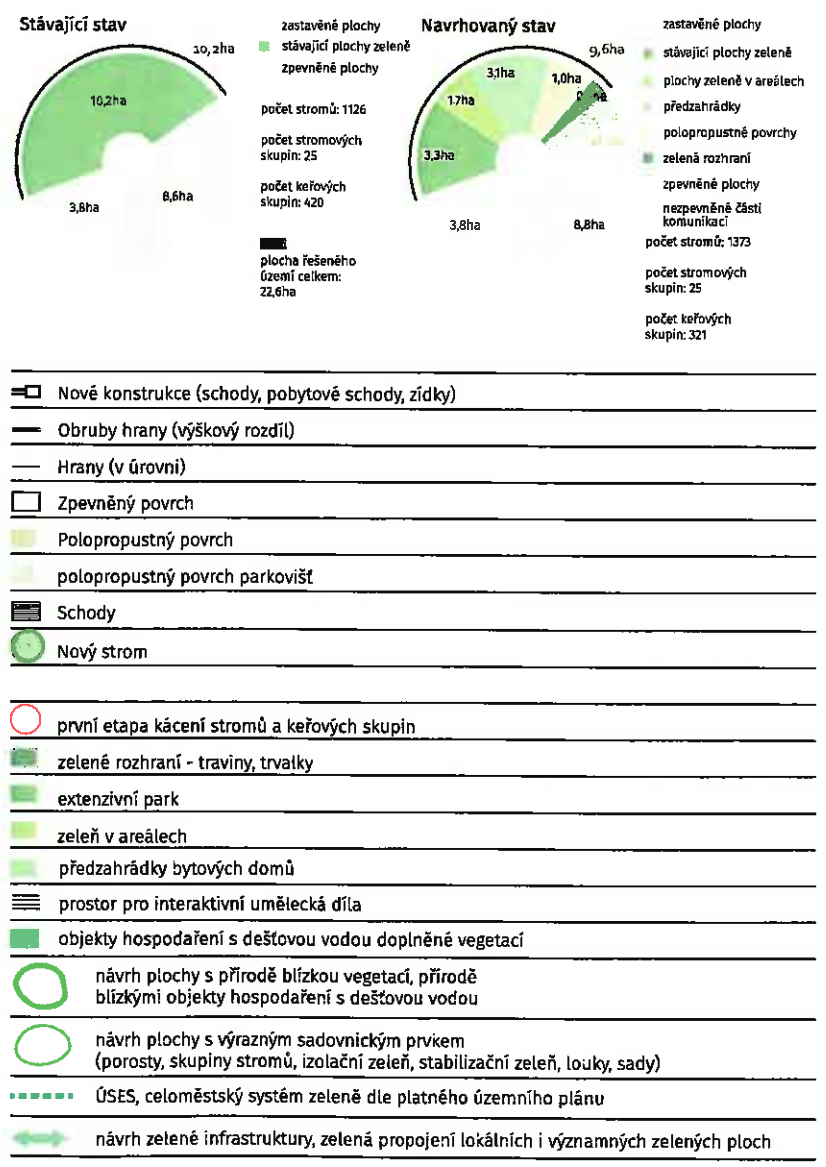 Stávající stav
10,2ha
10,2ha
3,8ha
8,6ha
zastavěné plochy
stávající plochy zeleně
zpevněné plochy
počet stromů: 1126
počet stromových
skupin: 25
počet keřových
skupin: 420
plocha řešeného
území celkem:
22,6ha
Navrhovaný stav
9,6ha
3,1ha
1,0ha
1,7ha
3,3ha
3,8ha
8,8ha
zastavěné plochy
stávající plochy zeleně
plochy zeleně v areálech
předzahrádky
polopropustné povrchy
zelená rozhraní
zpevněné plochy
nezpevněné části
komunikací
počet stromů: 1373
počet stromových
skupin: 25
počet keřových
skupin: 321
Nové konstrukce (schody, pobytové schody, zídky)
Obruby hrany (výškový rozdíl)
Hrany (v úrovni)
Zpevněný povrch
Polopropustný povrch
polopropustný povrch parkovišť
Schody
Nový strom
první etapa kácení stromů a keřových skupin
zelené rozhraní - traviny, trvalky
extenzivní park
zeleň v areálech
předzahrádky bytových domů
prostor pro interaktivní umělecká díla
objekty hospodaření s dešťovou vodou doplněné vegetací
návrh plochy s přírodě blízkou vegetací, přírodě
blízkými objekty hospodaření s dešťovou vodou
návrh plochy s výrazným sadovnickým prvkem
(porosty, skupiny stromů, izolační zeleň, stabilizační zeleň, louky, sady)
ÚSES, celoměstský systém zeleně dle platného územního plánu
návrh zelené infrastruktury, zelená propojení lokálních i významných zelených ploch